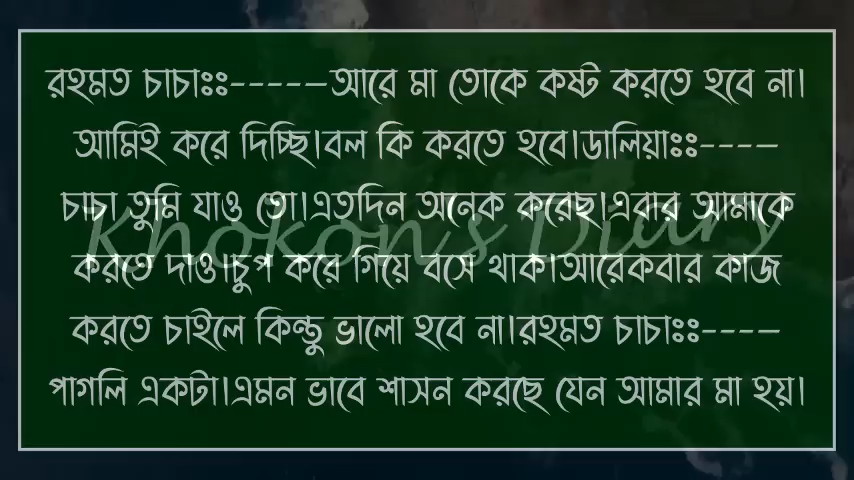 রহমত চাচাঃঃ-----আরে মা তোকে কষ্ট করতে হবে না।
আমিই করে দিচ্ছি।বল কি করতে হবে।ডালিয়াঃঃ----
চাচা তুমি যাও তো।এতদিন অনেক করেছ।এবার আমাকে
করতে দাও।চুপ করে গিয়ে বসে থাক।আরেকবার কাজ
করতে চাইলে কিন্তু ভালো হবে না।রহমত চাচাঃঃ----
পাগলি একটা।এমন ভাবে শাসন করছে যেন আমার মা হয়।
Khokon's Diary